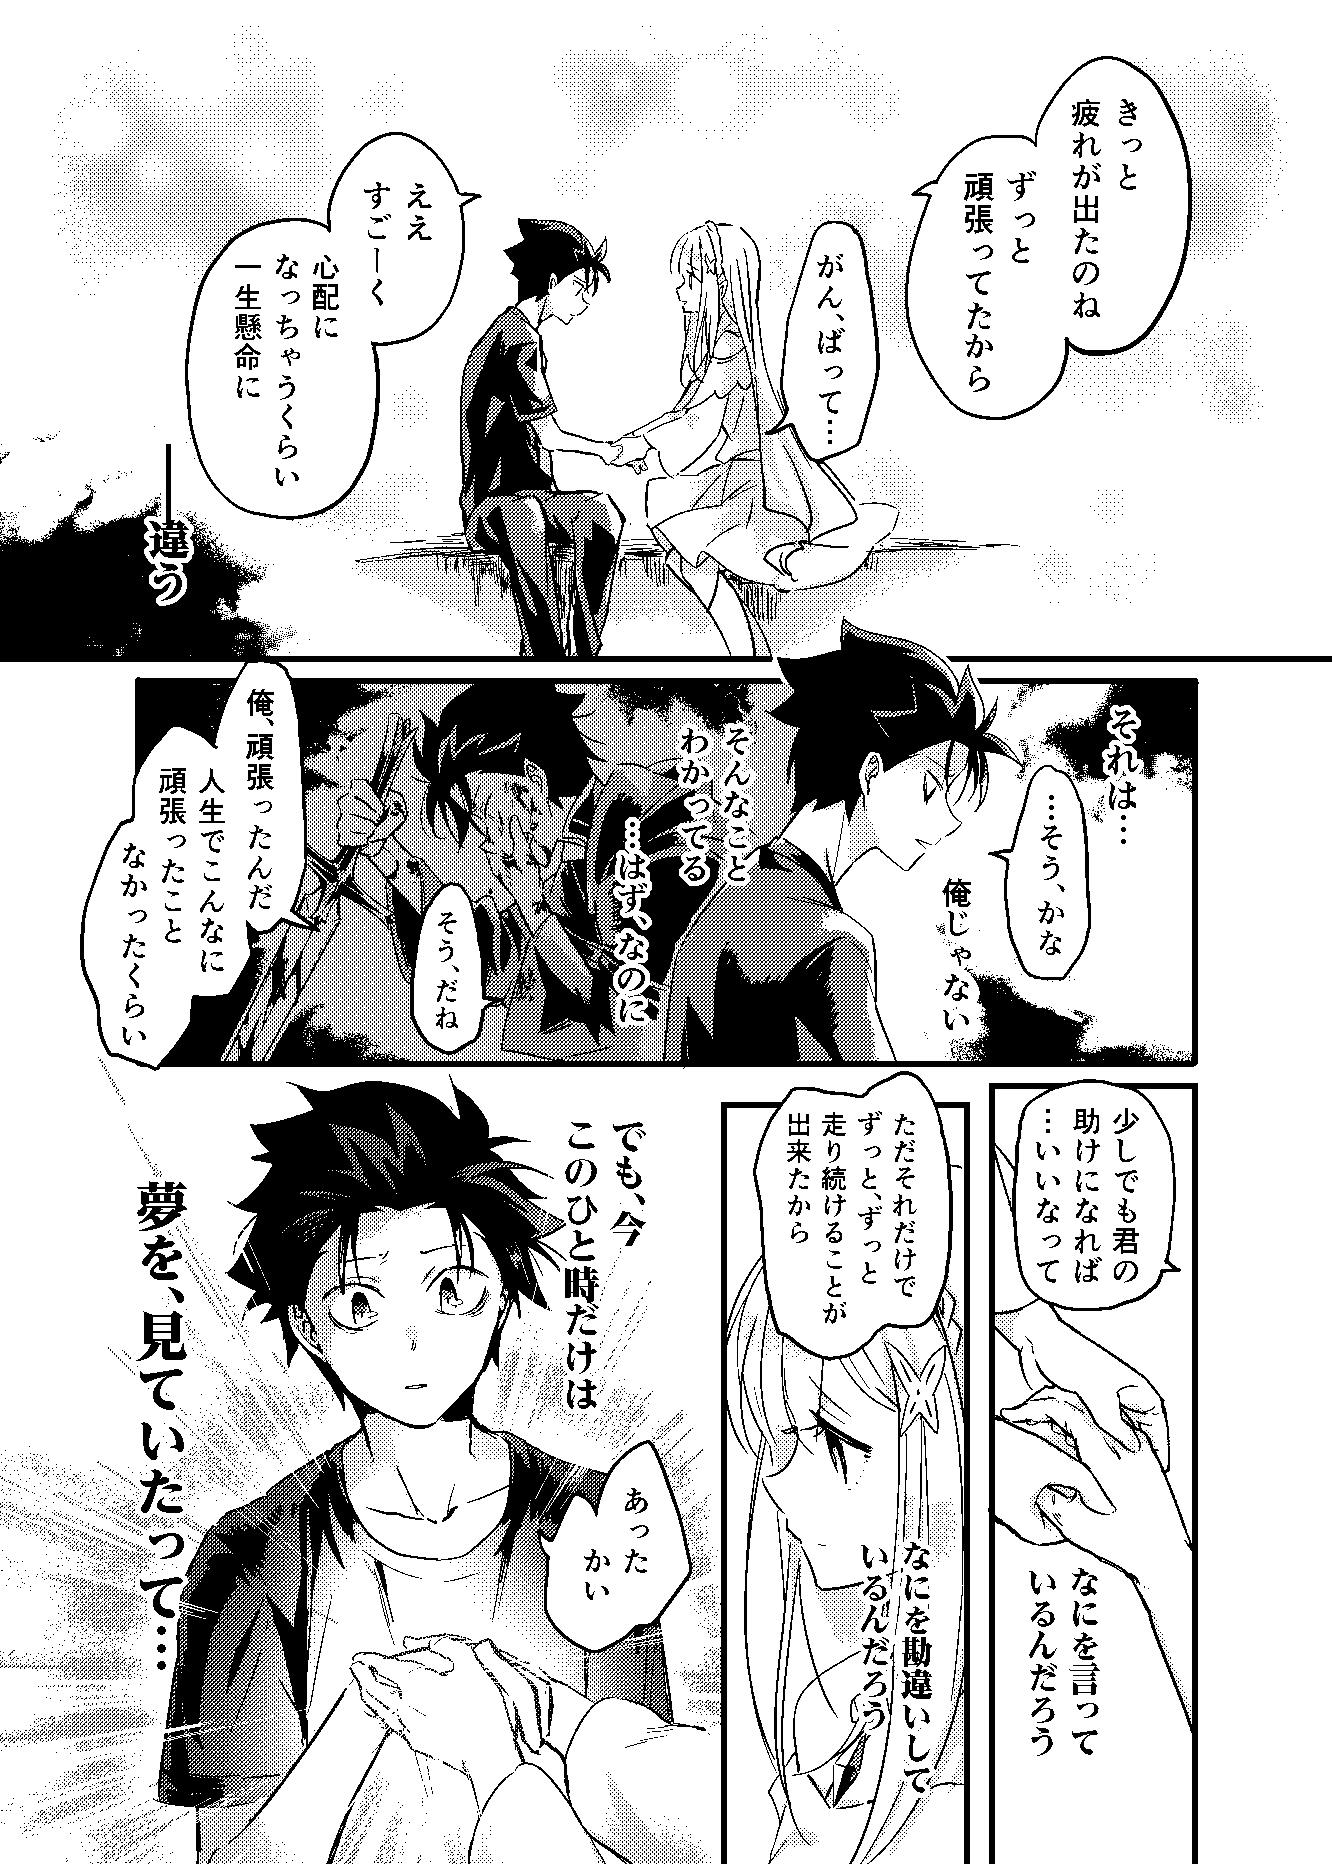 きっと
疲れが出たのね
ずっと
頑張ってたから
がん、ばって…
ええ
すごーく
心配に
なっちゃうくらい
一生懸命に
――違う
それは…
…そう、かな
俺じゃない
そんなこと
わかってる
…はず、なのに
そう、だね
俺、頑張ったんだ
人生でこんなに
頑張ったこと
なかったくらい
少しでも君の
助けになれば
…いいなって
なにを言って
いるんだろう
ただそれだけで
ずっと、ずっと
走り続けることが
出来たから
なにを勘違いして
いるんだろう
でも、今
このひと時だけは
あった
かい
夢を、見ていたって…